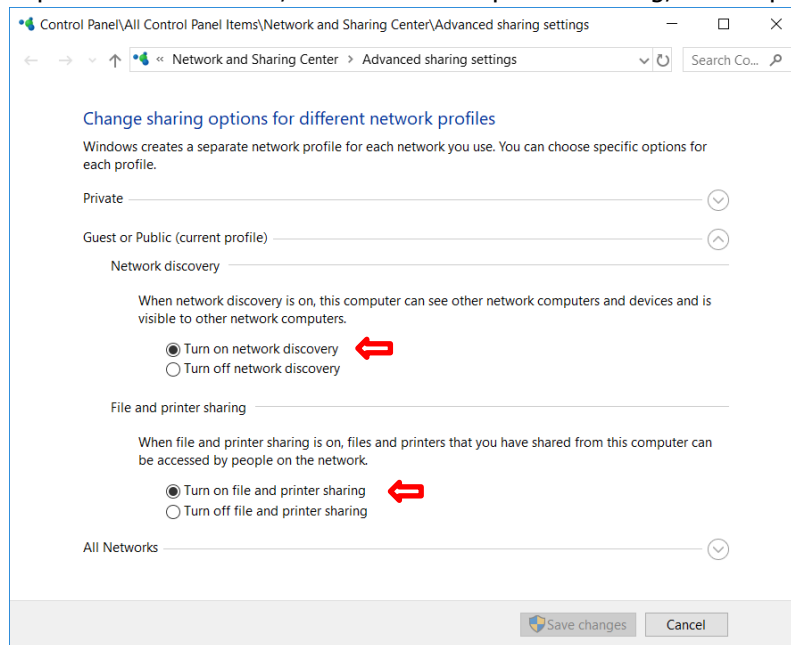 Control Panel\All Control Panel Items\Network and Sharing Center\Advanced sharing settings
« Network and Sharing Center > Advanced sharing settings
Search Co...
Change sharing options for different network profiles
Windows creates a separate network profile for each network you use. You can choose specific options for
each profile.
Private
Guest or Public (current profile)
Network discovery
When network discovery is on, this computer can see other network computers and devices and is
visible to other network computers.
Turn on network discovery
Turn off network discovery
File and printer sharing
When file and printer sharing is on, files and printers that you have shared from this computer can
be accessed by people on the network.
Turn on file and printer sharing
Turn off file and printer sharing
All Networks
Save changes
Cancel